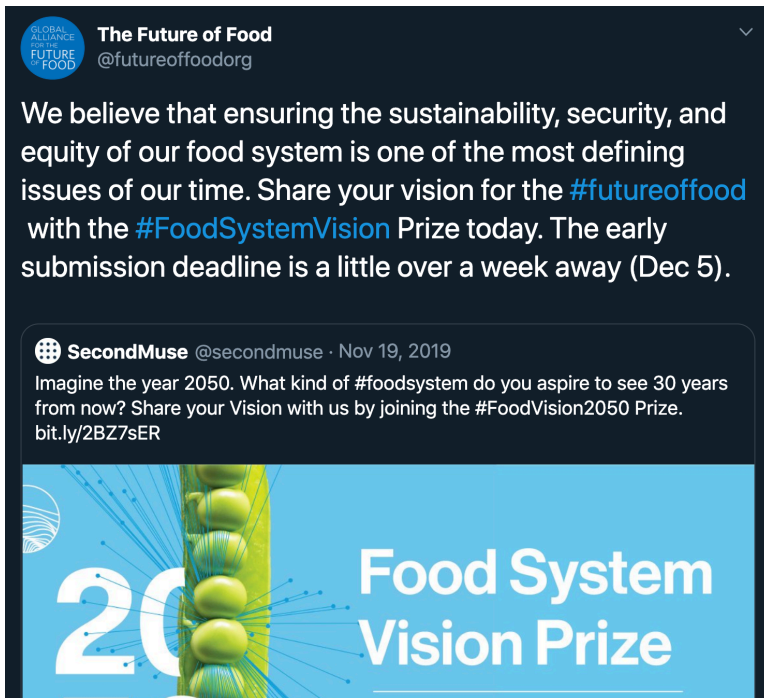 GLOBAL
ALLIANCE
FOR THE
FUTURE
OF FOOD
The Future of Food
@futureoffoodorg
We believe that ensuring the sustainability, security, and
equity of our food system is one of the most defining
issues of our time. Share your vision for the #futureoffood
with the #FoodSystemVision Prize today. The early
submission deadline is a little over a week away (Dec 5).
SecondMuse @secondmuse · Nov 19, 2019
Imagine the year 2050. What kind of #foodsystem do you aspire to see 30 years
from now? Share your Vision with us by joining the #FoodVision2050 Prize.
bit.ly/2BZ7sER
20
Food System
Vision Prize